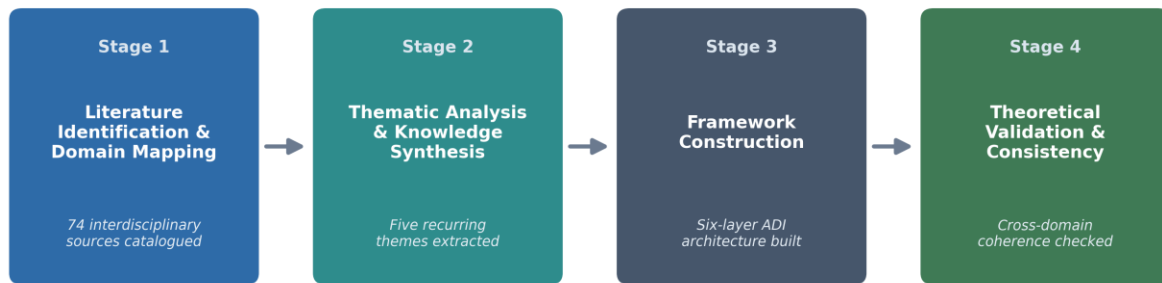 Stage 1
Literature
Identification &
Domain Mapping
74 interdisciplinary
sources catalogued
Stage 2
Thematic Analysis
& Knowledge
Synthesis
Five recurring
themes extracted
Stage 3
Framework
Construction
Six-layer ADI
architecture built
Stage 4
Theoretical
Validation &
Consistency
Cross-domain
coherence checked